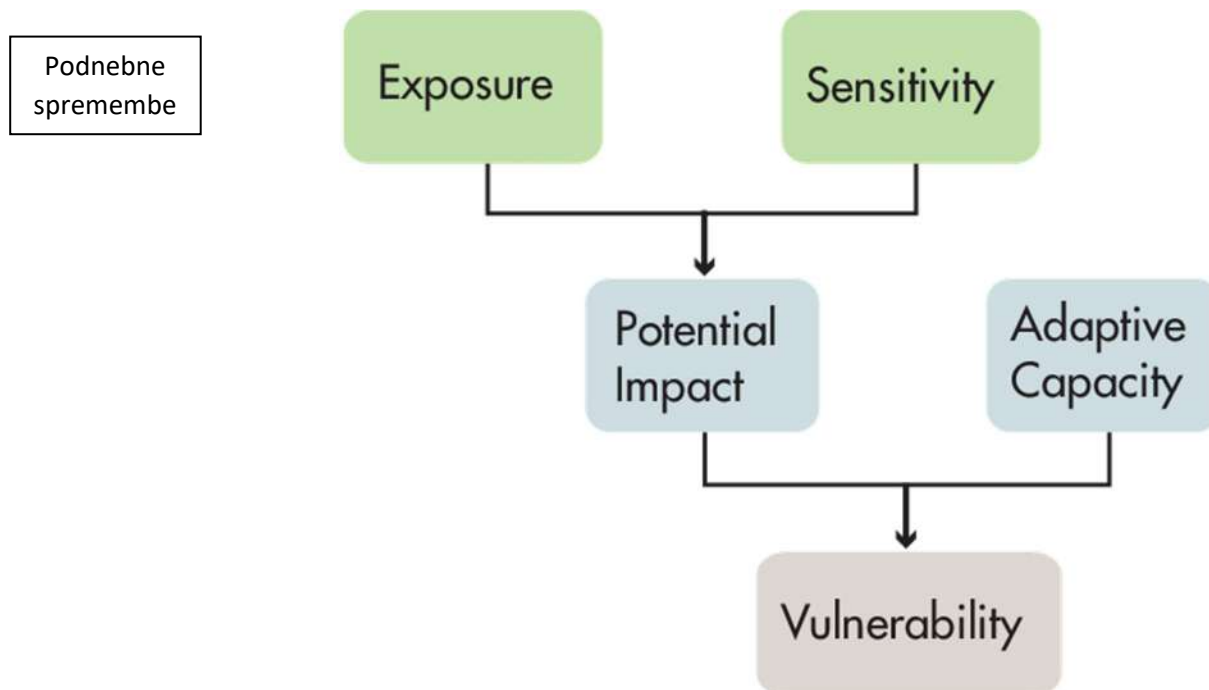 Podnebne
spremembe
Exposure
Sensitivity
Potential
Impact
Adaptive
Capacity
Vulnerability